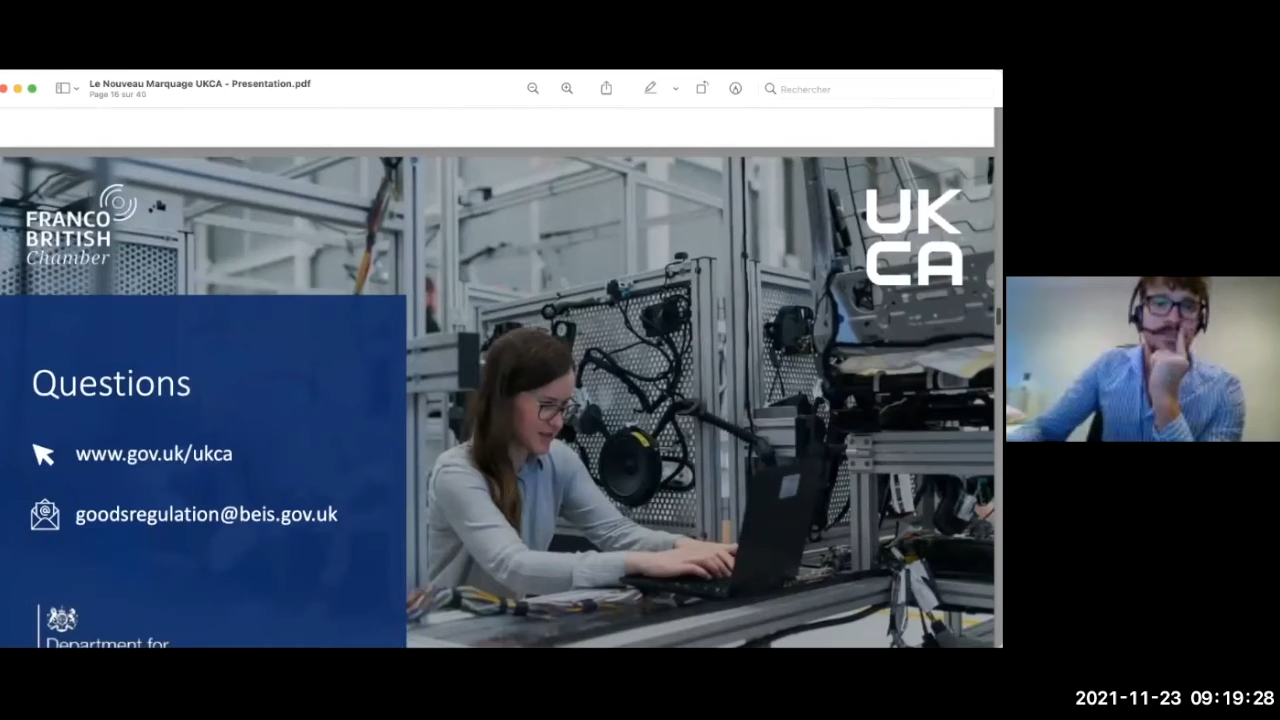 Le Nouveau Marquage UKCA - Presentation.pdf
Page 16 sur 40
Rechercher
FRANCO
BRITISH
Chamber
UK
CA
Questions
www.gov.uk/ukca
goodsregulation@beis.gov.uk
Department for
2021-11-23 09:19:28